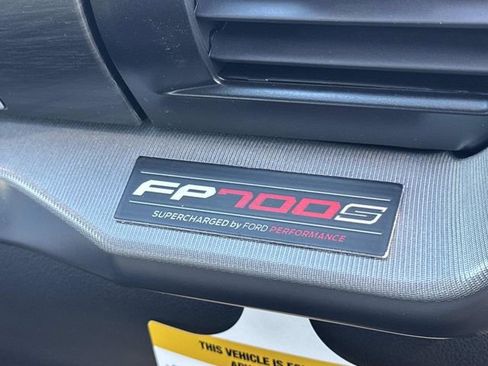 FP700S
SUPERCHARGED by FORD PERFORMANCE
THIS VEHICLE IS